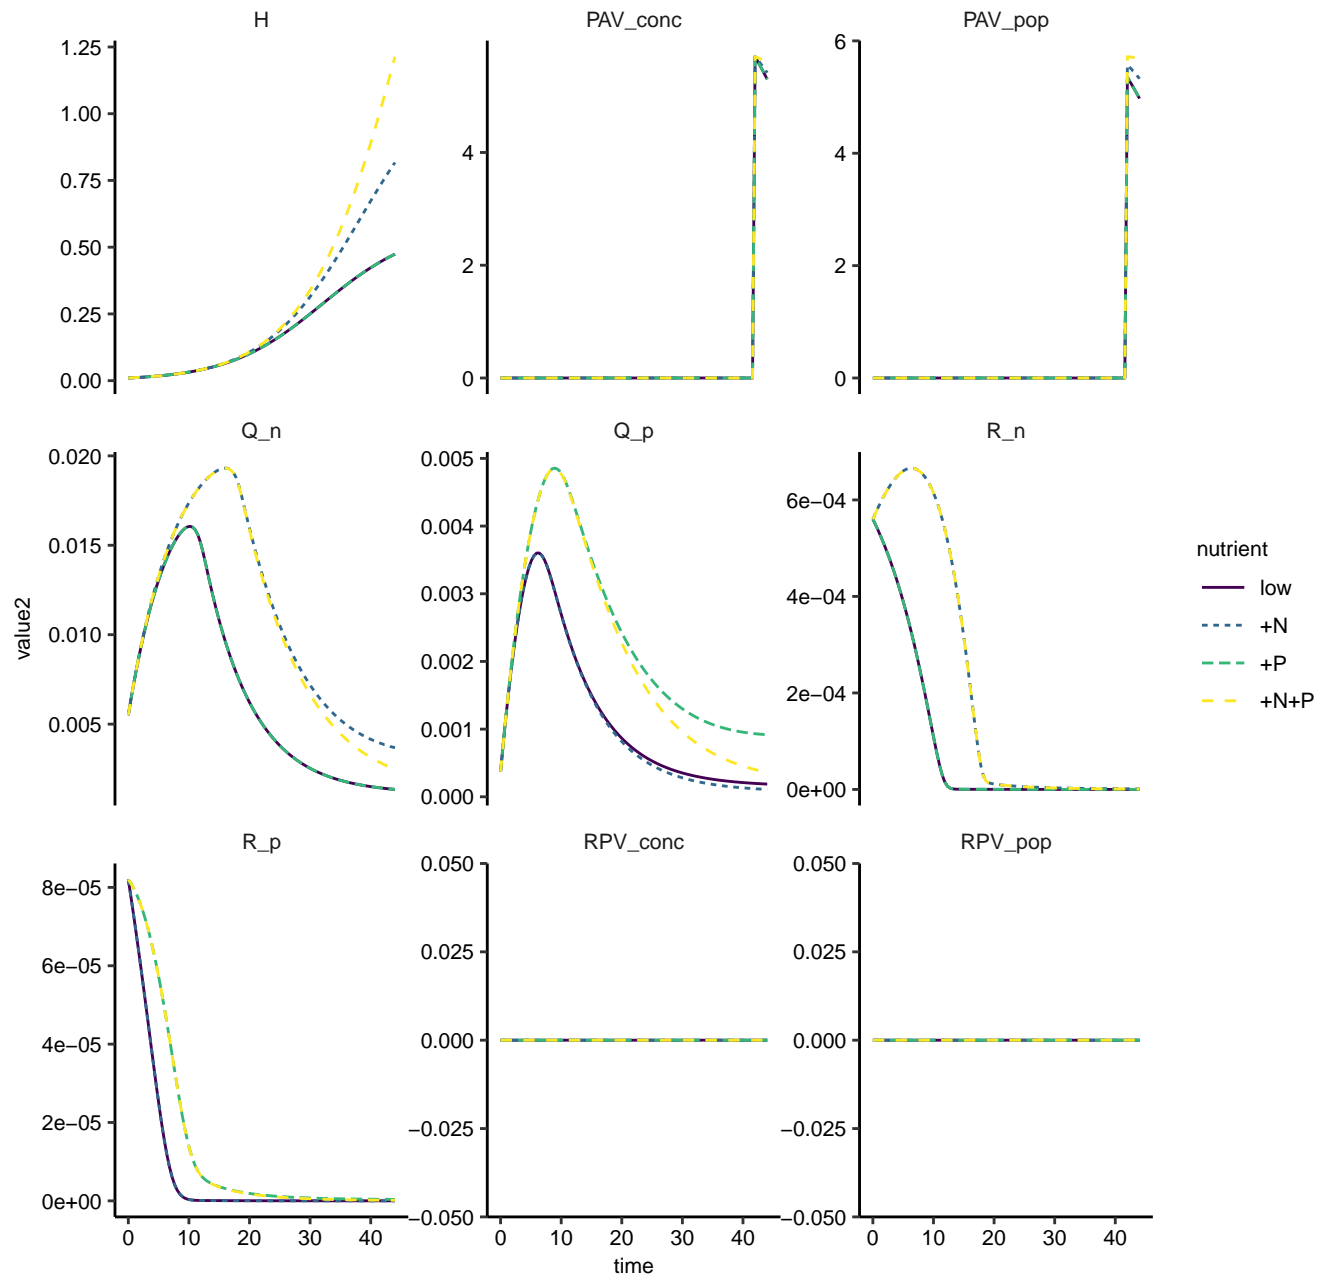 H
PAV_conc
PAV_pop
1.25
1.00
0.75
0.50
0.25
0.00
4
2
0
6
4
2
0
Q_n
Q_p
R_n
0.020
0.015
0.010
0.005
0.005
0.004
0.003
0.002
0.001
0.000
6e−04
4e−04
2e−04
0e+00
value2
R_p
RPV_conc
RPV_pop
8e−05
6e−05
4e−05
2e−05
0e+00
0.050
0.025
0.000
−0.025
−0.050
0.050
0.025
0.000
−0.025
−0.050
0 10 20 30 40
0 10 20 30 40
0 10 20 30 40
time
nutrient
low
+N
+P
+N+P